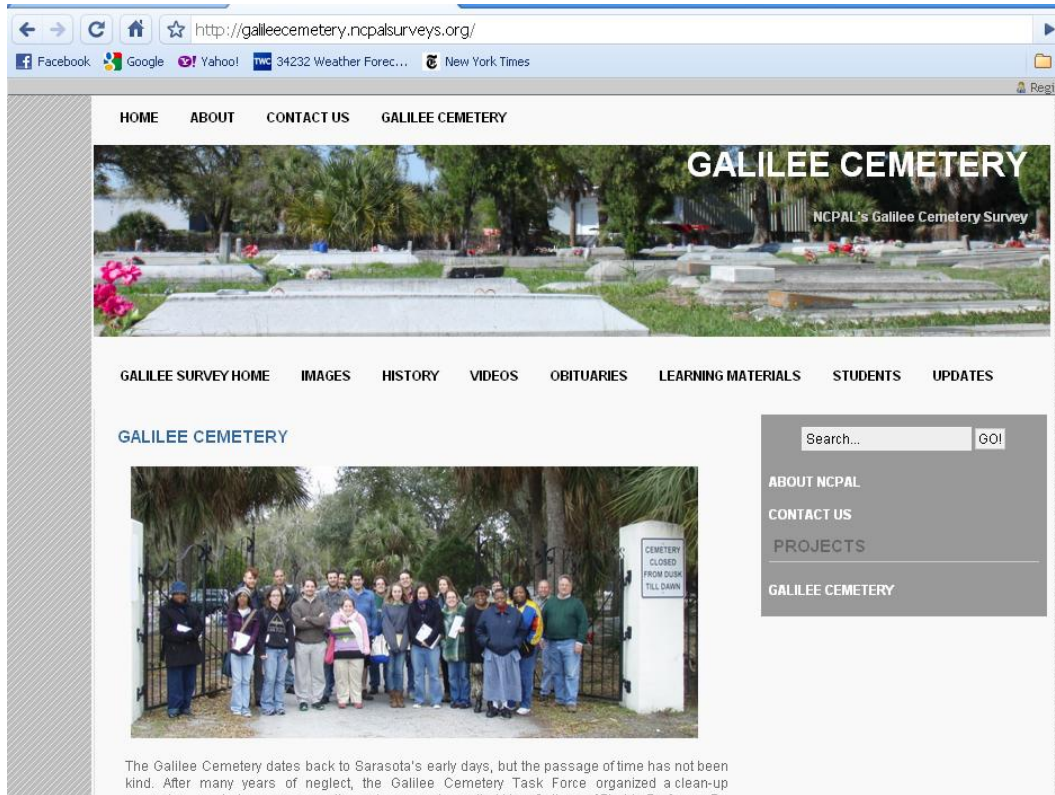 http://galileecemetery.ncpalsurveys.org/
Facebook Google Yahoo! TWC 34232 Weather Forec... New York Times
Regi
HOME ABOUT CONTACT US GALILEE CEMETERY
GALILEE CEMETERY
NCPAL's Galilee Cemetery Survey
GALILEE SURVEY HOME IMAGES HISTORY VIDEOS OBITUARIES LEARNING MATERIALS STUDENTS UPDATES
GALILEE CEMETERY
CEMETERY
CLOSED
FROM DUSK
TILL DAWN
Search... GO!
ABOUT NCPAL
CONTACT US
PROJECTS
GALILEE CEMETERY
The Galilee Cemetery dates back to Sarasota's early days, but the passage of time has not been
kind. After many years of neglect, the Galilee Cemetery Task Force organized a clean-up